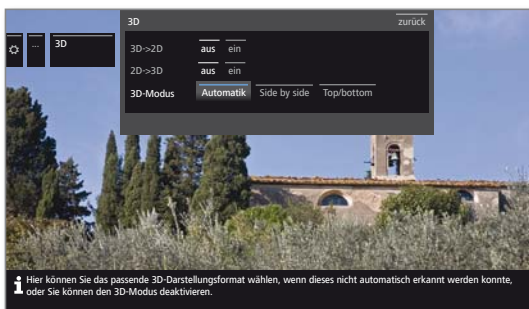 3D zurück
... 3D
3D->2D aus ein
2D->3D aus ein
3D-Modus Automatik Side by side Top/bottom
Hier können Sie das passende 3D-Darstellungsformat wählen, wenn dieses nicht automatisch erkannt werden konnte,
oder Sie können den 3D-Modus deaktivieren.